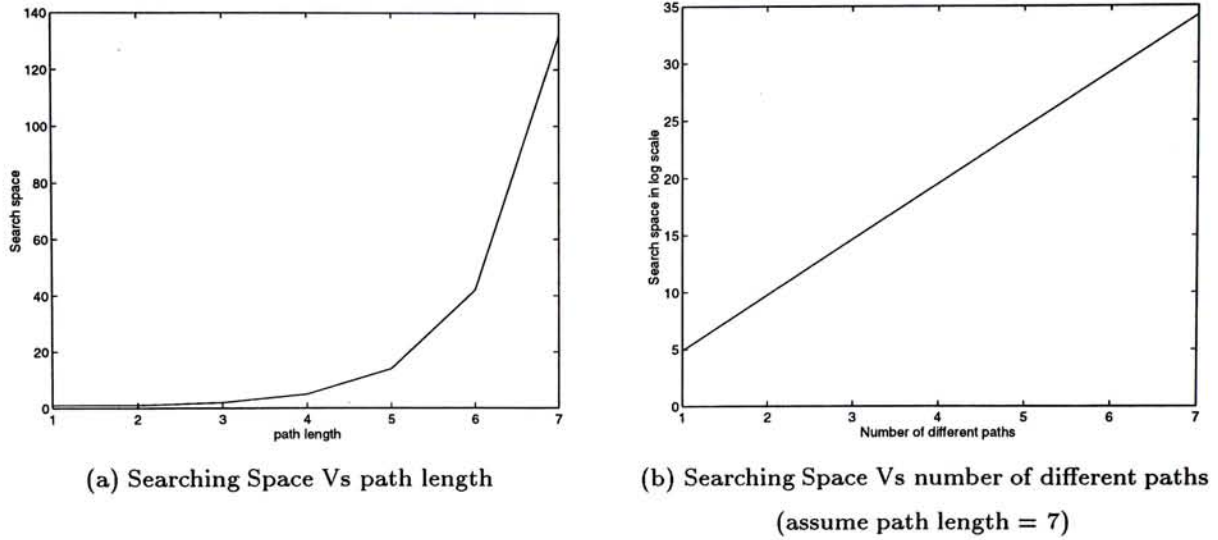 140
120
100
80
60
40
20
0
Search space
1 2 3 4 5 6 7
path length
(a) Searching Space Vs path length
35
30
25
20
15
10
5
0
Search space in log scale
1 2 3 4 5 6 7
Number of different paths
(b) Searching Space Vs number of different paths
(assume path length = 7)